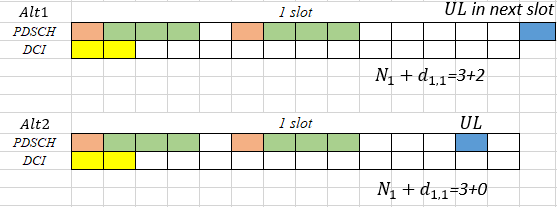 Alt1 1 slot UL in next slot
PDSCH
DCI
N₁ + d₁,₁=3+2
Alt2 1 slot UL
PDSCH
DCI
N₁ + d₁,₁=3+0